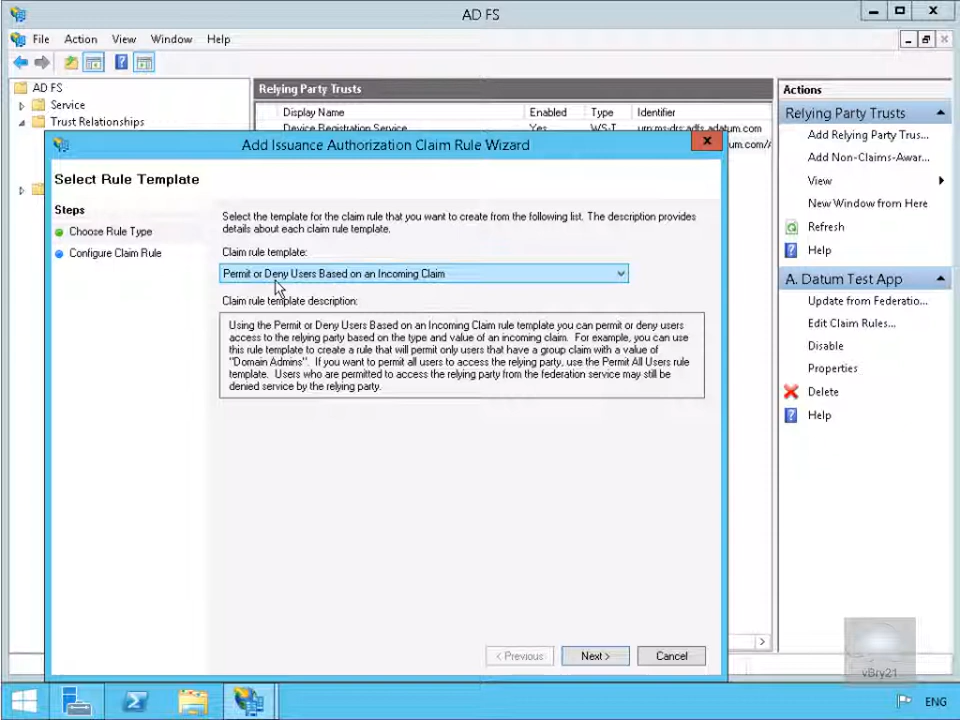 AD FS
File Action View Window Help
AD FS
Service
Trust Relationships
Relying Party Trusts
Display Name Enabled Type Identifier
Device Registration Service Yes WS-T urn:ms-drs:adfs.adatum.com
tum.com//
Actions
Relying Party Trusts
Add Relying Party Trus...
Add Non-Claims-Awar...
View
New Window from Here
Refresh
Help
A. Datum Test App
Update from Federatio...
Edit Claim Rules...
Disable
Properties
Delete
Help
Add Issuance Authorization Claim Rule Wizard
Select Rule Template
Steps
Choose Rule Type
Configure Claim Rule
Select the template for the claim rule that you want to create from the following list. The description provides
details about each claim rule template.
Claim rule template:
Permit or Deny Users Based on an Incoming Claim
Claim rule template description:
Using the Permit or Deny Users Based on an Incoming Claim rule template you can permit or deny users
access to the relying party based on the type and value of an incoming claim. For example, you can use
this rule template to create a rule that will permit only users that have a group claim with a value of
"Domain Admins". If you want to permit all users to access the relying party, use the Permit All Users rule
template. Users who are permitted to access the relying party from the federation service may still be
denied service by the relying party.
< Previous Next > Cancel
vBry21
ENG